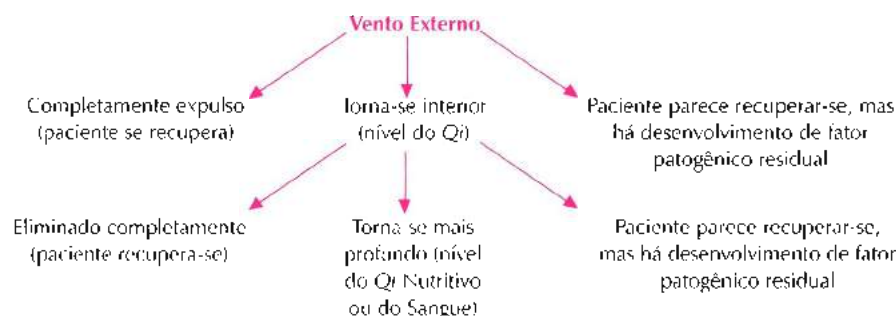 Vento Externo
Completamente expulso
(paciente se recupera)
Torna-se interior
(nível do Qi)
Paciente parece recuperar-se, mas
há desenvolvimento de fator
patogênico residual
Eliminado completamente
(paciente recupera-se)
Torna se mais
profundo (nível
do Qi Nutritivo
ou do Sangue)
Paciente parece recuperar-se,
mas há desenvolvimento de fator
patogênico residual